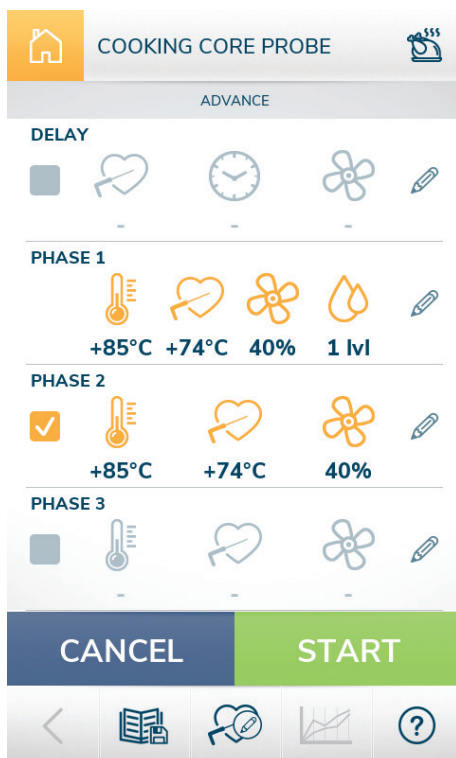 COOKING CORE PROBE
ADVANCE
DELAY
- - -
PHASE 1
+85°C +74°C 40% 1 lvl
PHASE 2
+85°C +74°C 40%
PHASE 3
- - -
CANCEL START
?